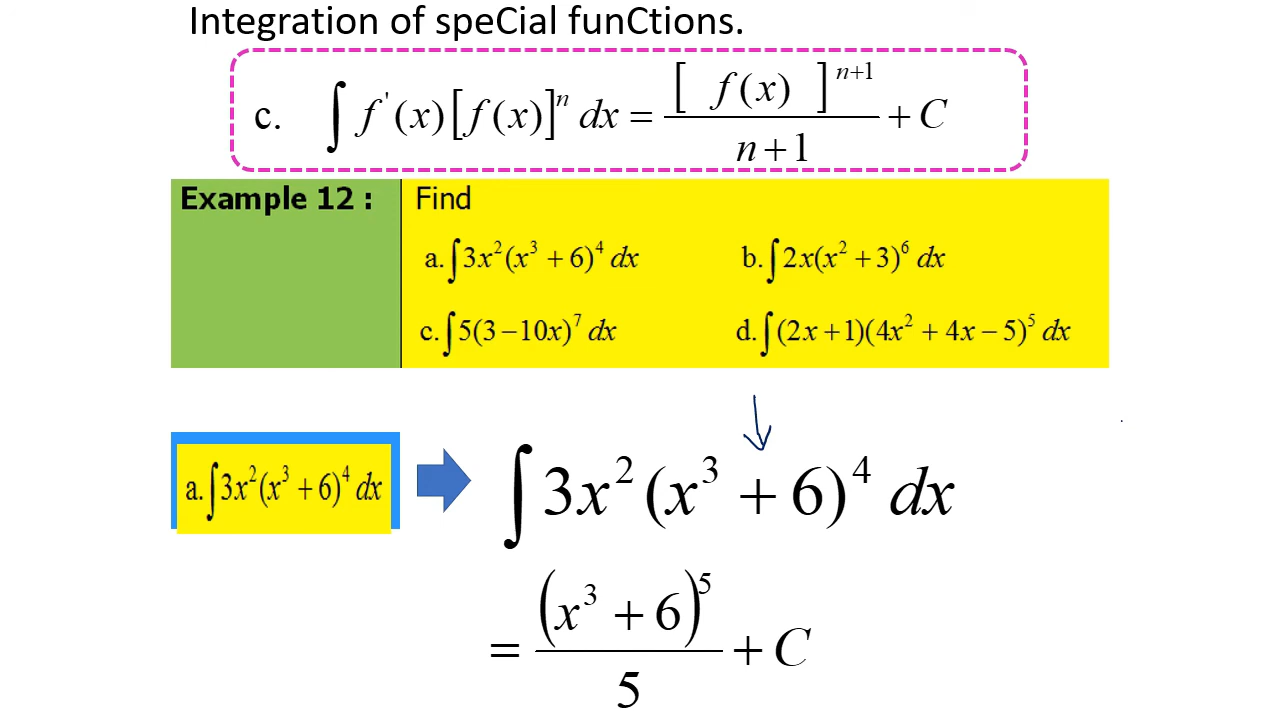 Integration of speCial funCtions.
c. ∫ f'(x)[f(x)]ⁿ dx = [ f(x) ]ⁿ⁺¹ / n+1 + C
Example 12 : Find
a. ∫3x²(x³ + 6)⁴ dx b. ∫2x(x² + 3)⁶ dx
c. ∫5(3 − 10x)⁷ dx d. ∫(2x + 1)(4x² + 4x − 5)⁵ dx
a. ∫3x²(x³ + 6)⁴ dx ∫ 3x² (x³ + 6)⁴ dx
= (x³ + 6)⁵ / 5 + C